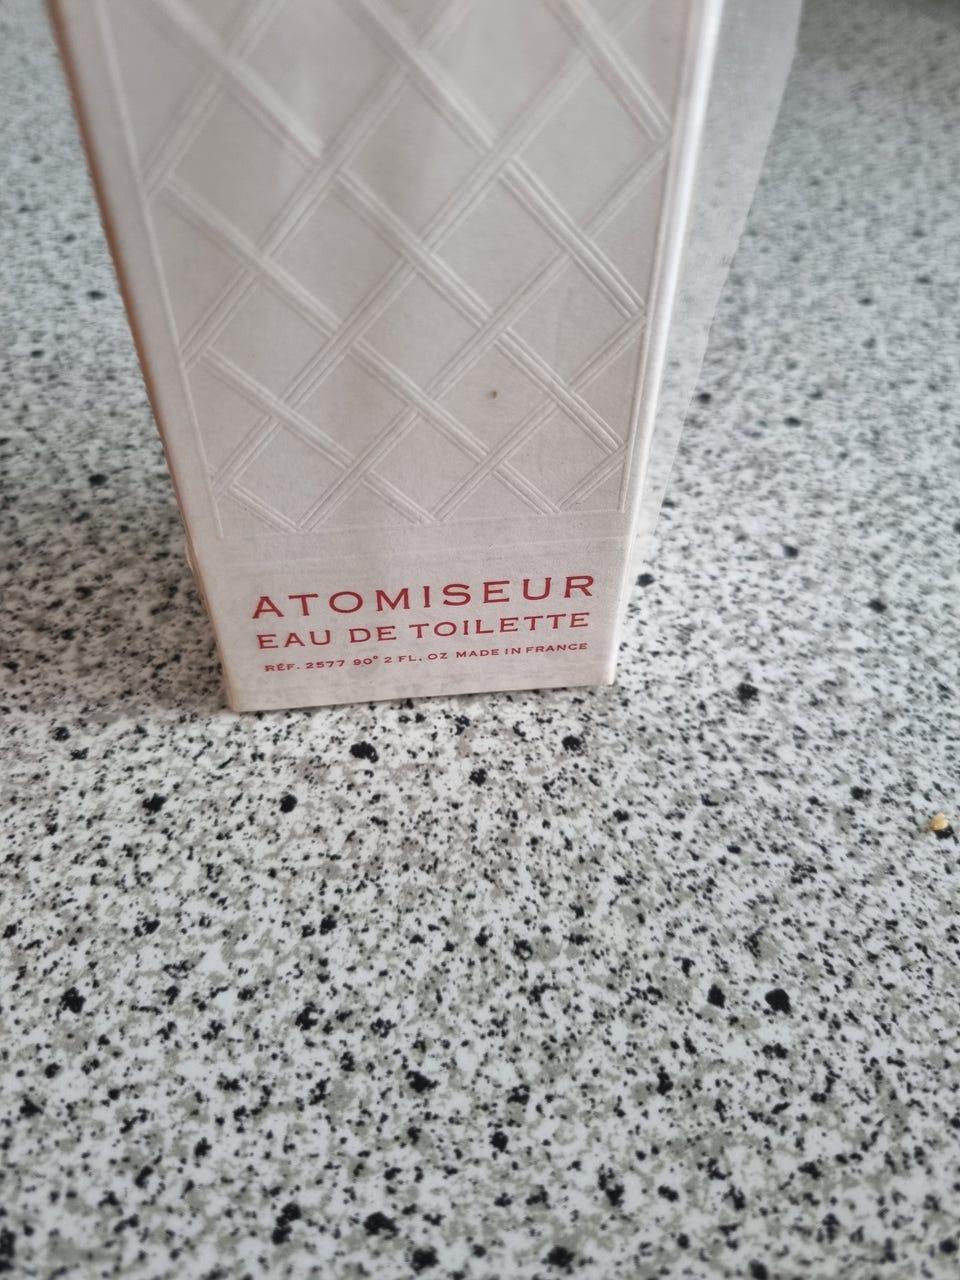 ATOMISEUR
EAU DE TOILETTE
RÉF. 2577 90° 2 FL. OZ MADE IN FRANCE